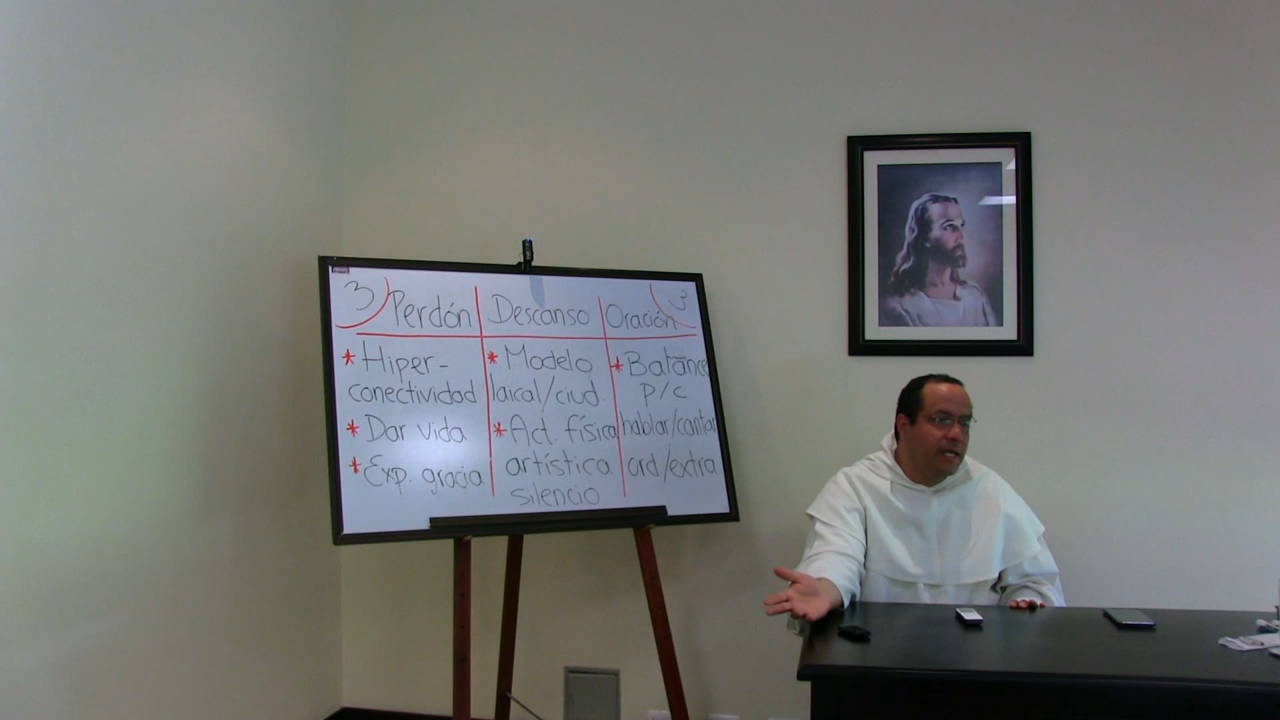 3 Perdón Descanso Oración 3
* Hiper-
conectividad
* Dar vida
* Exp. gracia
* Modelo
laical/ciud.
* Act. física
artística
silencio
* Balance
P/C
hablar/cantar
ord/extra